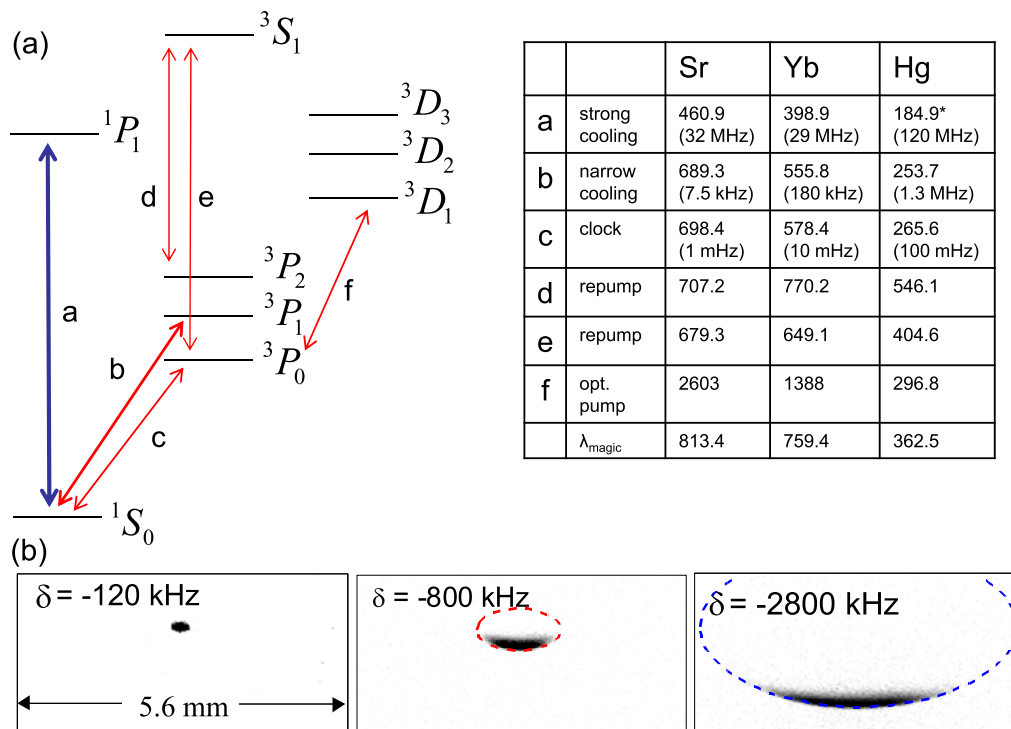 (a)
³S₁
³D₃
¹P₁
³D₂
d
e
³D₁
³P₂
f
a
³P₁
b
³P₀
c
¹S₀
Sr Yb Hg
a strong cooling 460.9 (32 MHz) 398.9 (29 MHz) 184.9* (120 MHz)
b narrow cooling 689.3 (7.5 kHz) 555.8 (180 kHz) 253.7 (1.3 MHz)
c clock 698.4 (1 mHz) 578.4 (10 mHz) 265.6 (100 mHz)
d repump 707.2 770.2 546.1
e repump 679.3 649.1 404.6
f opt. pump 2603 1388 296.8
λmagic 813.4 759.4 362.5
(b)
δ = -120 kHz
5.6 mm
δ = -800 kHz
δ = -2800 kHz